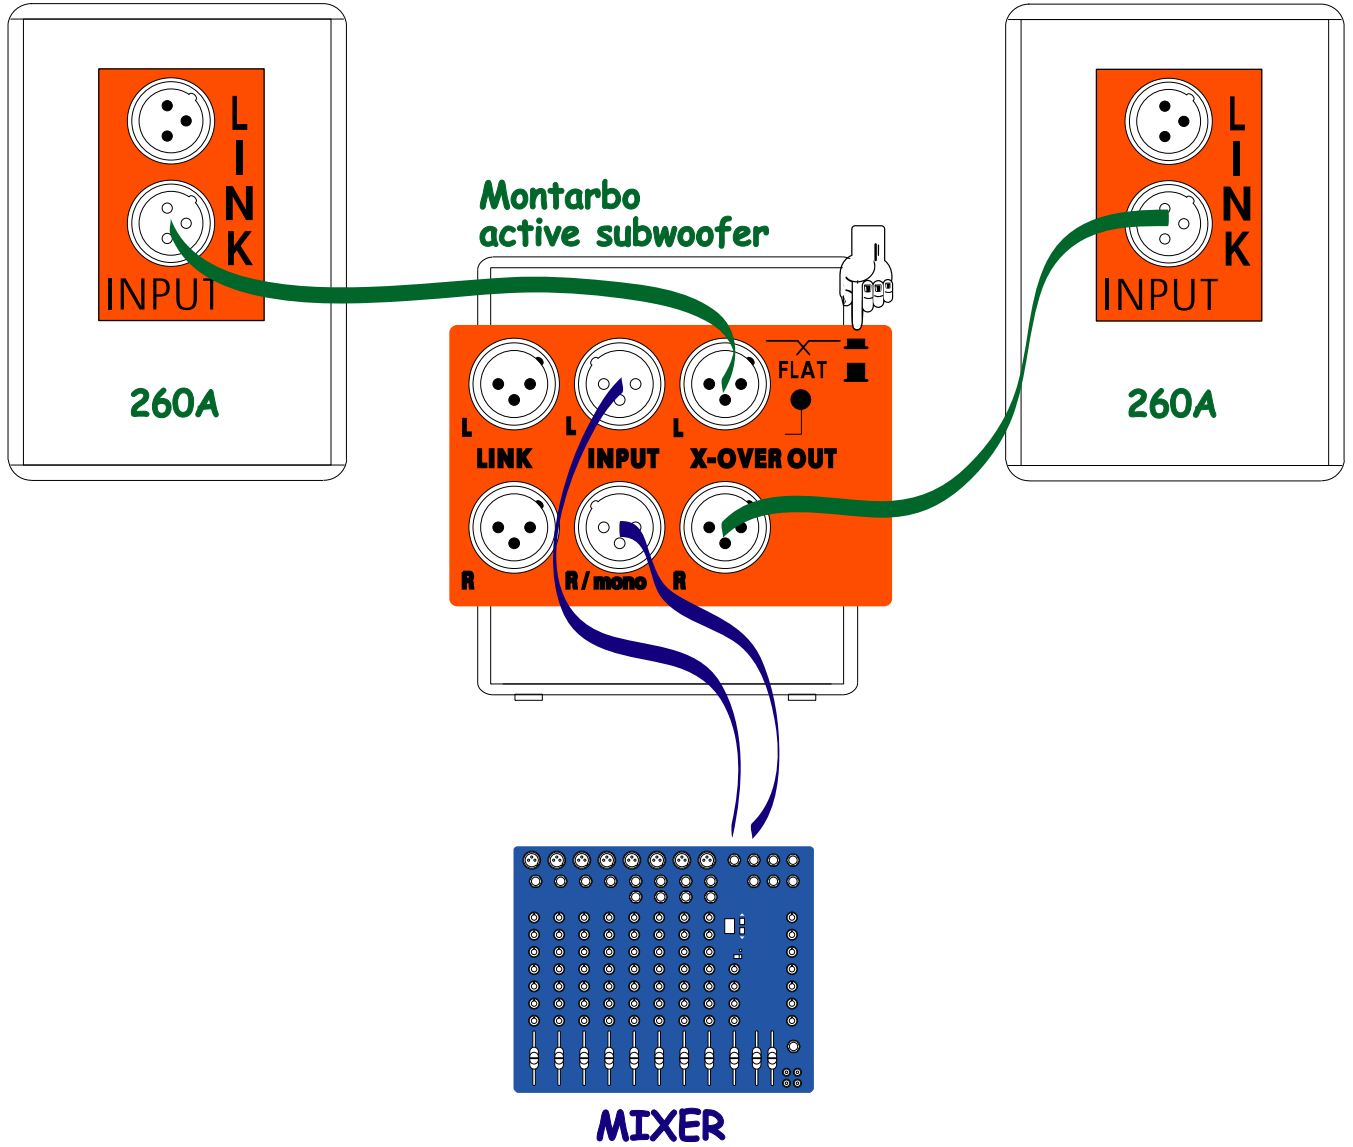 LINK
INPUT
260A
Montarbo
active subwoofer
LINK
INPUT
260A
FLAT
L
L
L
LINK
INPUT
X-OVER OUT
R
R/mono
R
MIXER